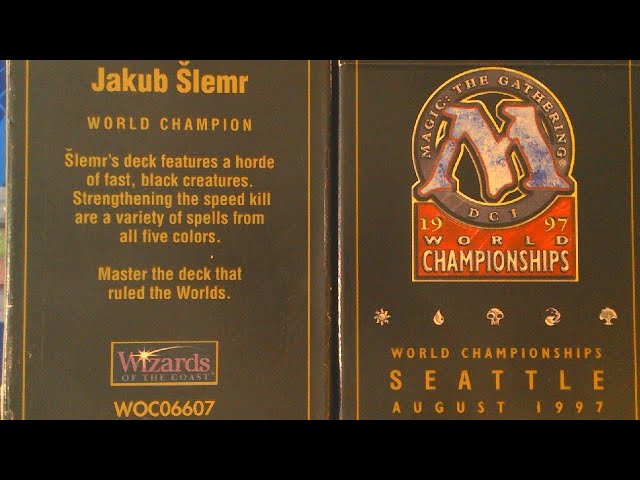 Jakub Šlemr
WORLD CHAMPION
Šlemr's deck features a horde
of fast, black creatures.
Strengthening the speed kill
are a variety of spells from
all five colors.
Master the deck that
ruled the Worlds.
Wizards
OF THE COAST®
WOC06607
MAGIC: THE GATHERING®
M
DCI
1997
WORLD
CHAMPIONSHIPS
WORLD CHAMPIONSHIPS
SEATTLE
AUGUST 1997